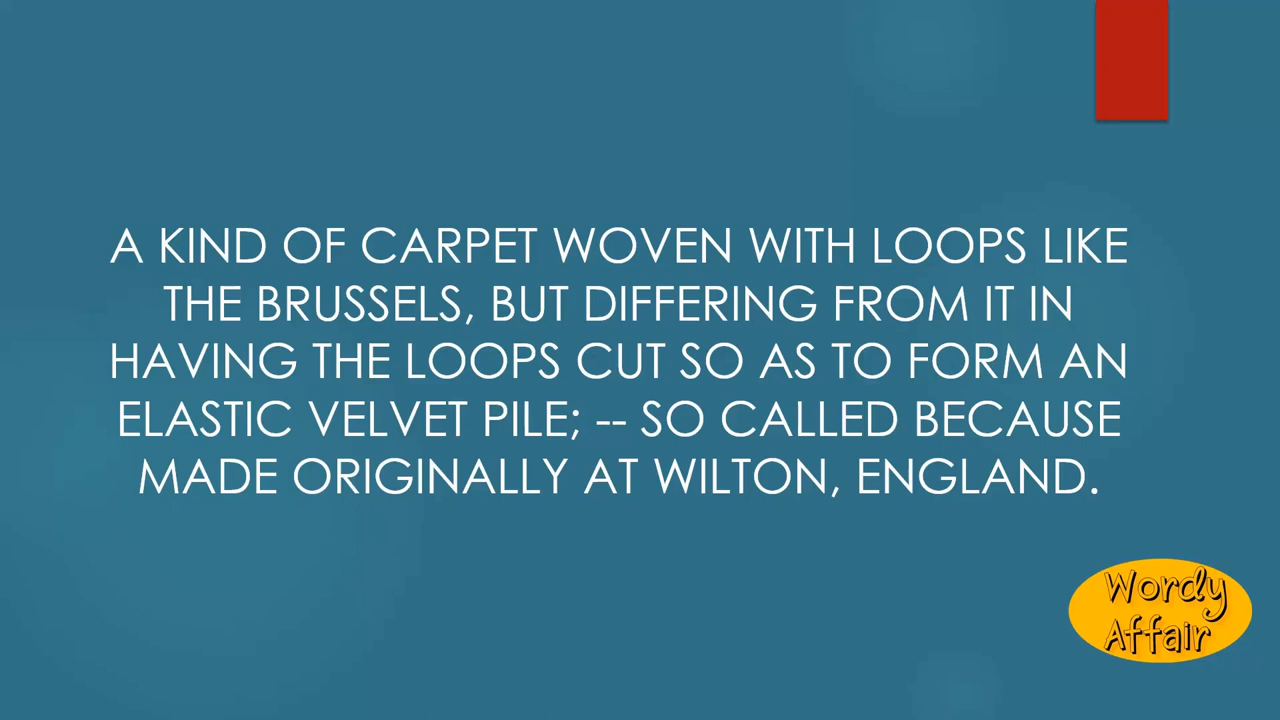 A KIND OF CARPET WOVEN WITH LOOPS LIKE
THE BRUSSELS, BUT DIFFERING FROM IT IN
HAVING THE LOOPS CUT SO AS TO FORM AN
ELASTIC VELVET PILE; -- SO CALLED BECAUSE
MADE ORIGINALLY AT WILTON, ENGLAND.
Wordy
Affair